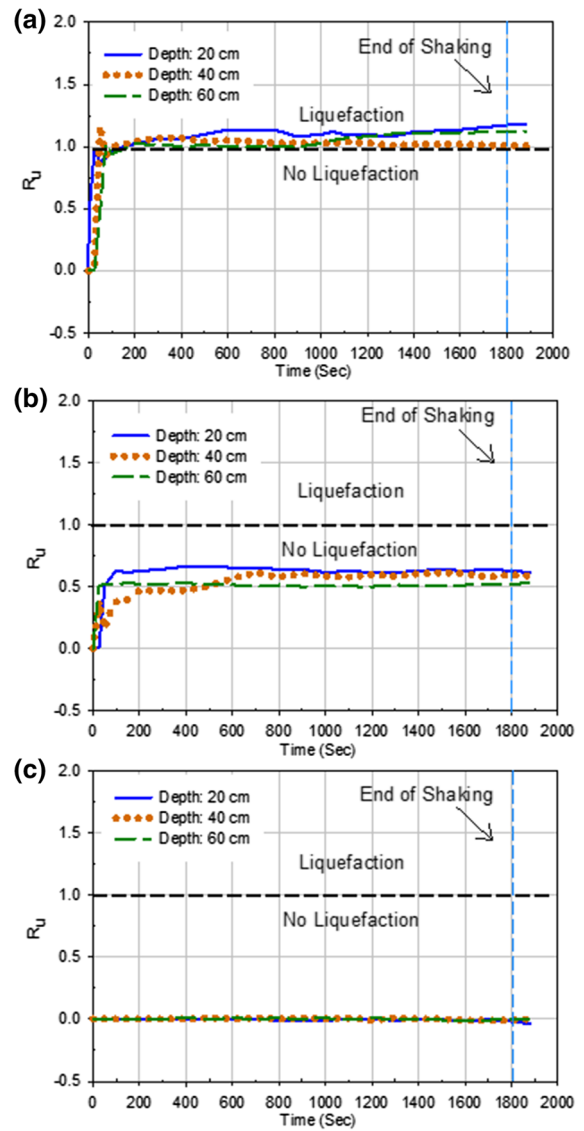 (a)
2.0
1.5
1.0
0.5
0.0
-0.5
R_u
Depth: 20 cm
Depth: 40 cm
Depth: 60 cm
End of Shaking
Liquefaction
No Liquefaction
0 200 400 600 800 1000 1200 1400 1600 1800 2000
Time (Sec)
(b)
2.0
1.5
1.0
0.5
0.0
-0.5
R_u
Depth: 20 cm
Depth: 40 cm
Depth: 60 cm
End of Shaking
Liquefaction
No Liquefaction
0 200 400 600 800 1000 1200 1400 1600 1800 2000
Time (Sec)
(c)
2.0
1.5
1.0
0.5
0.0
-0.5
R_u
Depth: 20 cm
Depth: 40 cm
Depth: 60 cm
End of Shaking
Liquefaction
No Liquefaction
0 200 400 600 800 1000 1200 1400 1600 1800 2000
Time (Sec)